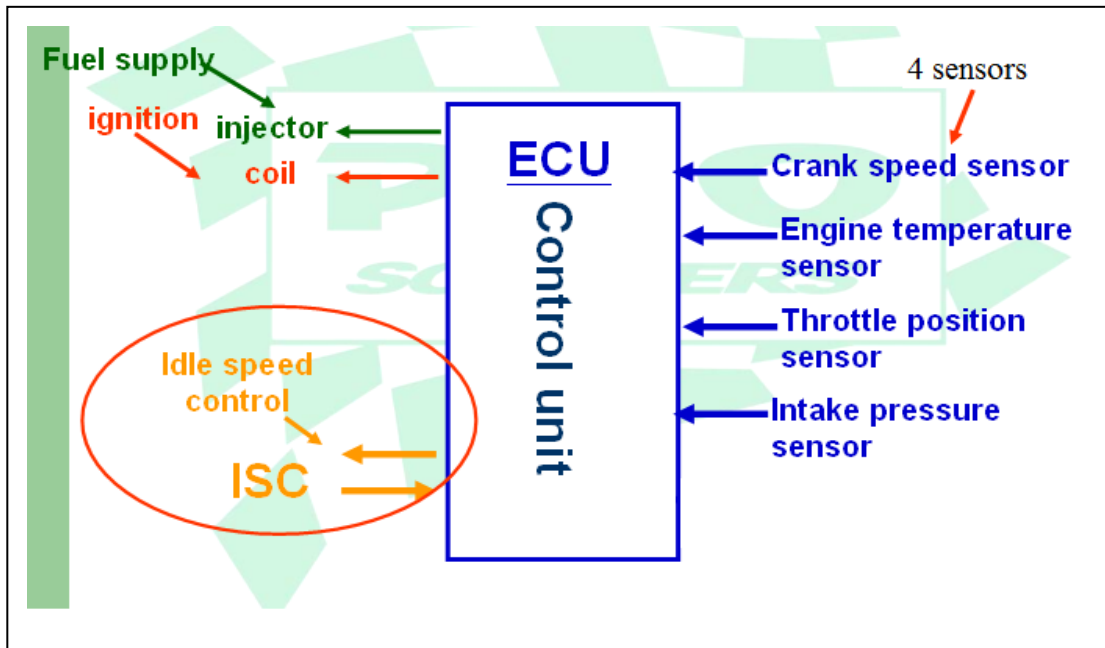 Fuel supply
4 sensors
ignition
injector
coil
ECU
Control unit
Crank speed sensor
Engine temperature
sensor
Throttle position
sensor
Intake pressure
sensor
Idle speed
control
ISC